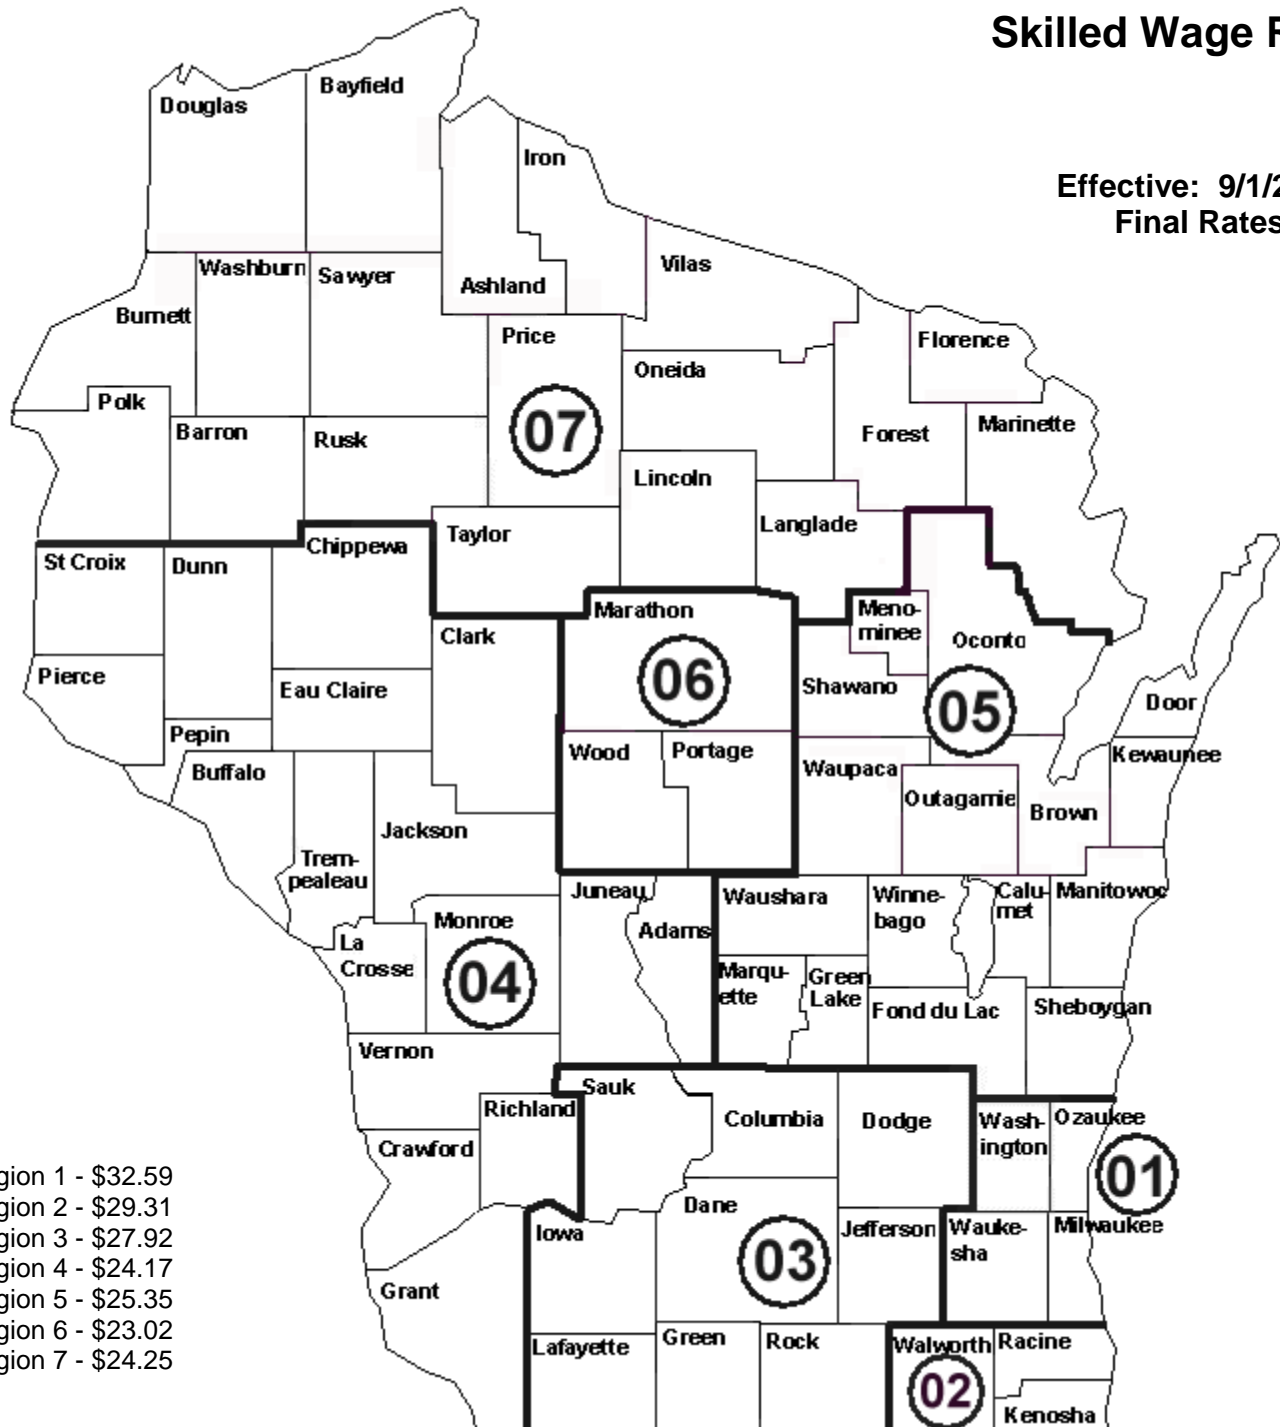 Skilled Wage R
Effective: 9/1/2
Final Rates
Douglas
Bayfield
Iron
Vilas
Washburn
Sawyer
Ashland
Burnett
Price
Florence
Oneida
Polk
Barron
Rusk
07
Forest
Marinette
Lincoln
Langlade
Taylor
Chippewa
St Croix
Dunn
Marathon
Meno-
minee
Oconto
Clark
06
Pierce
Eau Claire
Shawano
05
Door
Pepin
Buffalo
Wood
Portage
Waupaca
Kewaunee
Outagamie
Brown
Jackson
Trem-
pealeau
Juneau
Adams
Waushara
Winne-
bago
Calu-
met
Manitowoc
Monroe
La
Crosse
04
Marqu-
ette
Green
Lake
Fond du Lac
Sheboygan
Vernon
Sauk
Richland
Columbia
Dodge
Wash-
ington
Ozaukee
Crawford
01
Dane
Iowa
Jefferson
Wauke-
sha
Milwaukee
03
Grant
Lafayette
Green
Rock
Walworth
Racine
02
Kenosha
gion 1 - $32.59
gion 2 - $29.31
gion 3 - $27.92
gion 4 - $24.17
gion 5 - $25.35
gion 6 - $23.02
gion 7 - $24.25